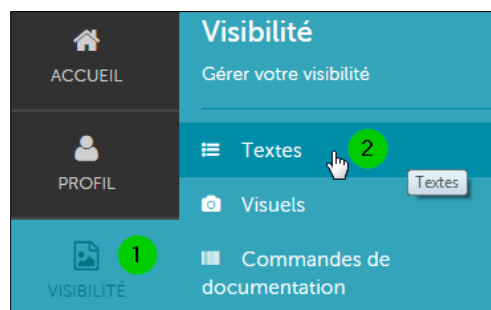 ACCUEIL
PROFIL
1
VISIBILITÉ
Visibilité
Gérer votre visibilité
Textes
2
Textes
Visuels
Commandes de
documentation